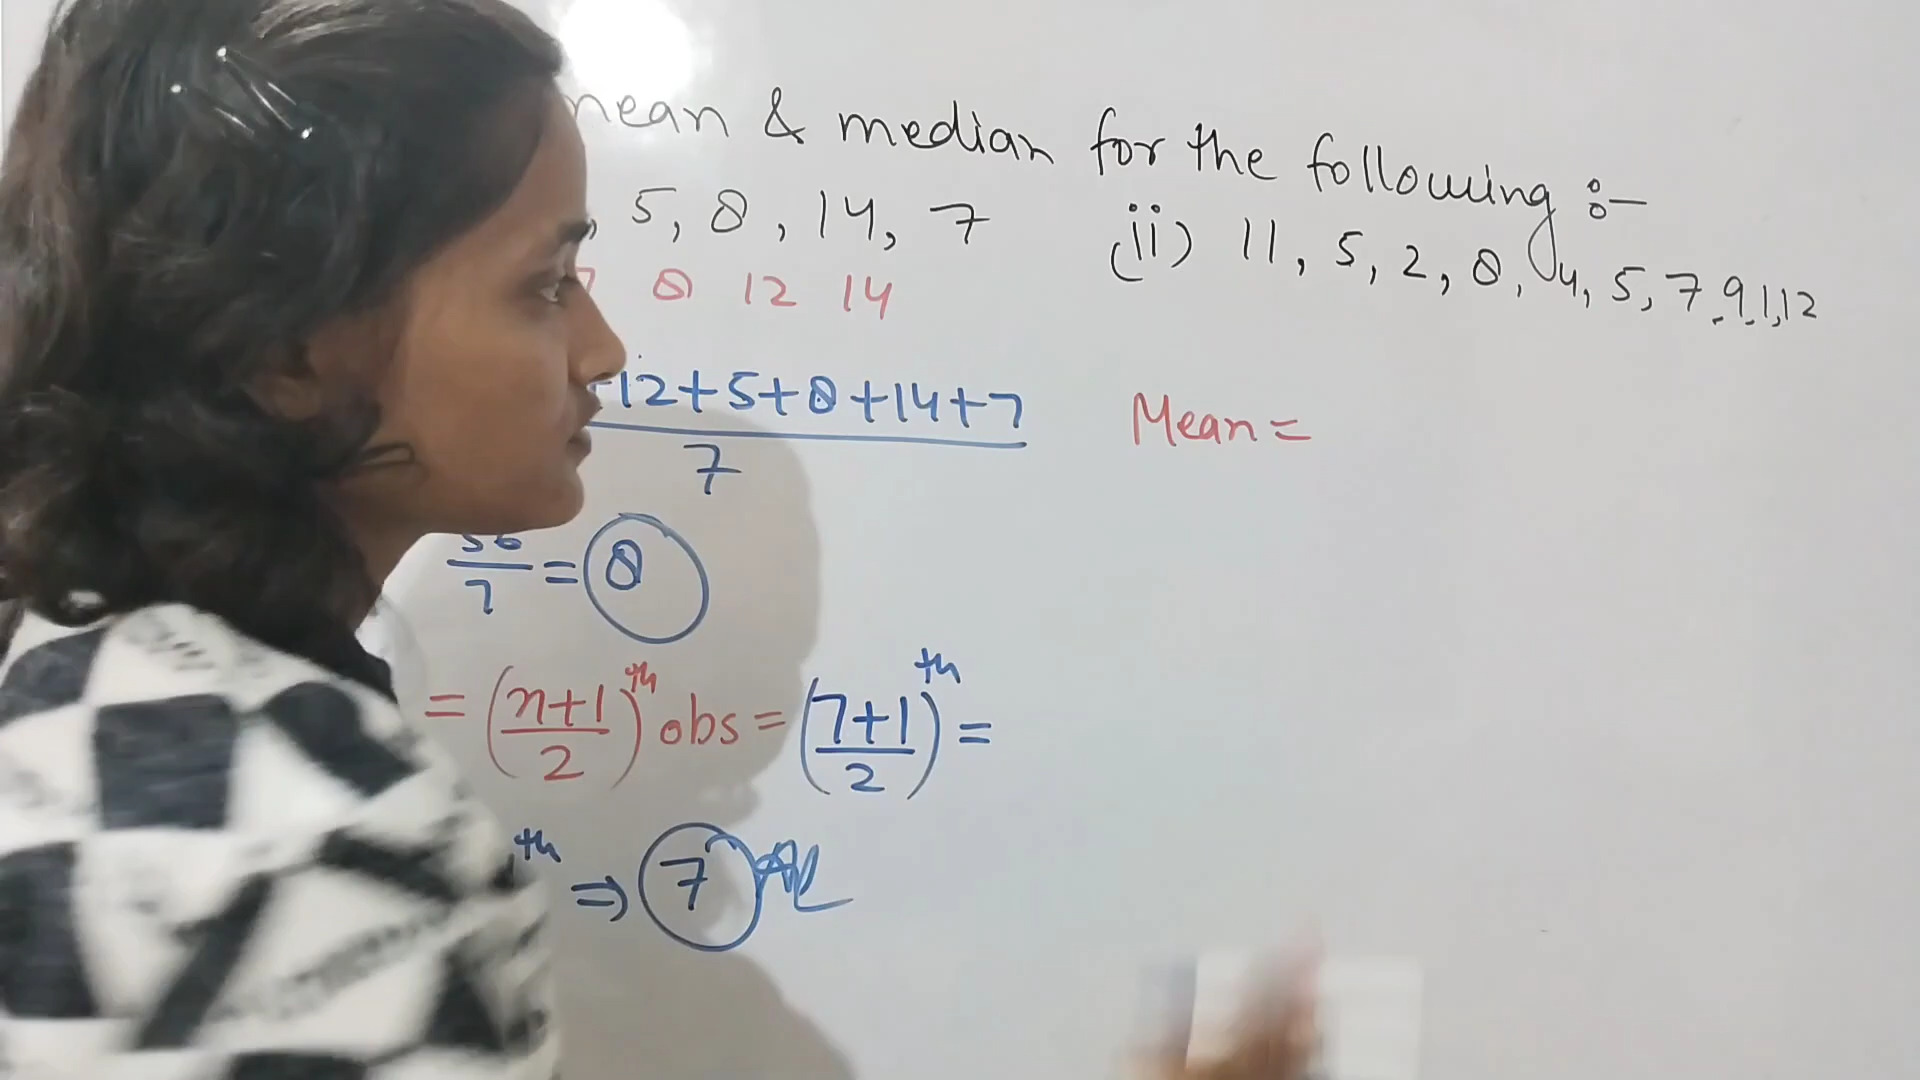 mean & median for the following :-
, 5, 8, 14, 7
(ii) 11, 5, 2, 8, 4, 5, 7, 9, 1, 12
7 8 12 14
+12+5+8+14+7
7
Mean =
56
7
= 8
= (n+1
2
)th obs = (7+1
2
)th =
th ⇒ 7